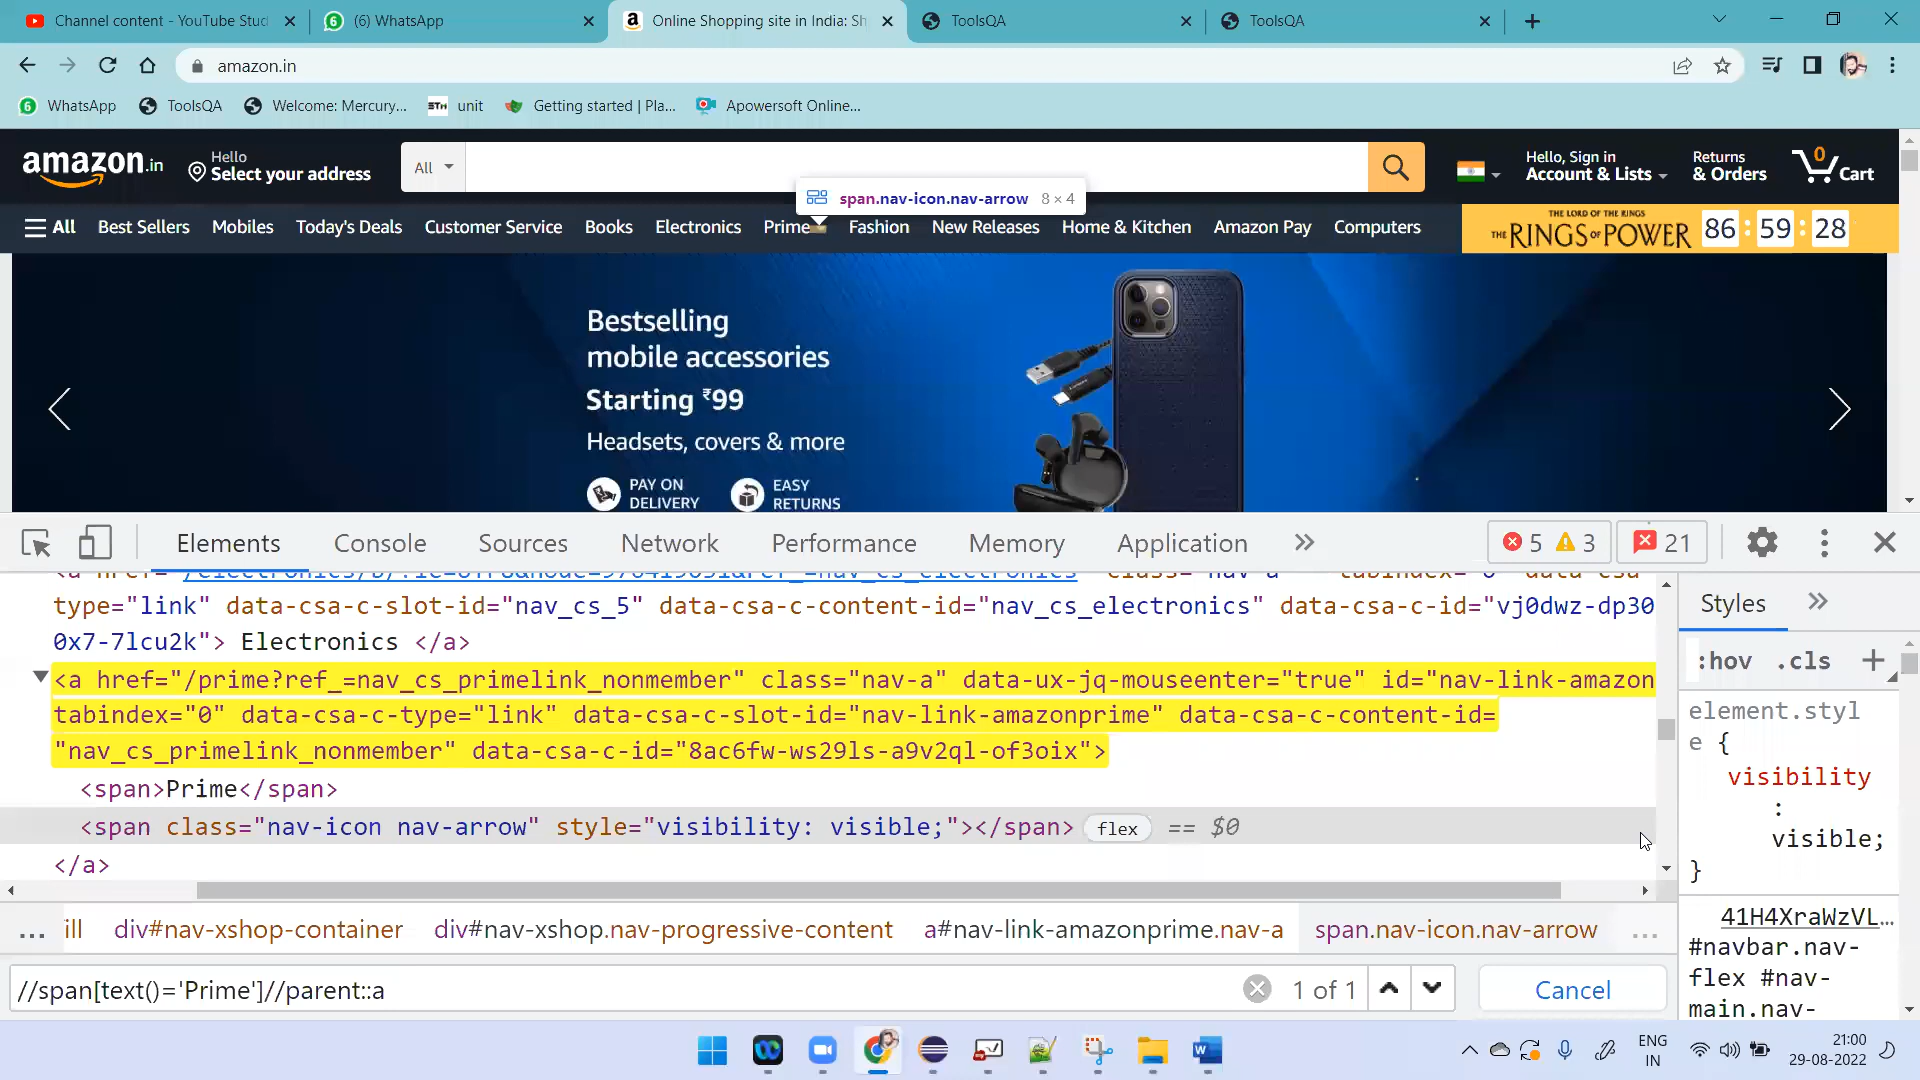 Channel content - YouTube Stud
(6) WhatsApp
Online Shopping site in India: Sh
ToolsQA
ToolsQA
amazon.in
WhatsApp
ToolsQA
Welcome: Mercury...
STH unit
Getting started | Pla...
Apowersoft Online...
amazon.in
Hello
Select your address
All
Hello, Sign in
Account & Lists
Returns
& Orders
0
Cart
span.nav-icon.nav-arrow 8 × 4
All
Best Sellers
Mobiles
Today's Deals
Customer Service
Books
Electronics
Prime
Fashion
New Releases
Home & Kitchen
Amazon Pay
Computers
THE LORD OF THE RINGS
THE RINGS OF POWER
86 : 59 : 28
Bestselling
mobile accessories
Starting ₹99
Headsets, covers & more
PAY ON
DELIVERY
EASY
RETURNS
Elements
Console
Sources
Network
Performance
Memory
Application
5
3
21
type="link" data-csa-c-slot-id="nav_cs_5" data-csa-c-content-id="nav_cs_electronics" data-csa-c-id="vj0dwz-dp30
0x7-7lcu2k"> Electronics </a>
<a href="/prime?ref_=nav_cs_primelink_nonmember" class="nav-a" data-ux-jq-mouseenter="true" id="nav-link-amazon
tabindex="0" data-csa-c-type="link" data-csa-c-slot-id="nav-link-amazonprime" data-csa-c-content-id=
"nav_cs_primelink_nonmember" data-csa-c-id="8ac6fw-ws29ls-a9v2ql-of3oix">
<span>Prime</span>
<span class="nav-icon nav-arrow" style="visibility: visible;"></span> flex == $0
</a>
Styles
:hov .cls +
element.styl
e {
visibility
:
visible;
}
41H4XraWzVL…
#navbar.nav-
flex #nav-
main.nav-
... ill div#nav-xshop-container div#nav-xshop.nav-progressive-content a#nav-link-amazonprime.nav-a span.nav-icon.nav-arrow ...
//span[text()='Prime']//parent::a
1 of 1
Cancel
ENG
IN
21:00
29-08-2022